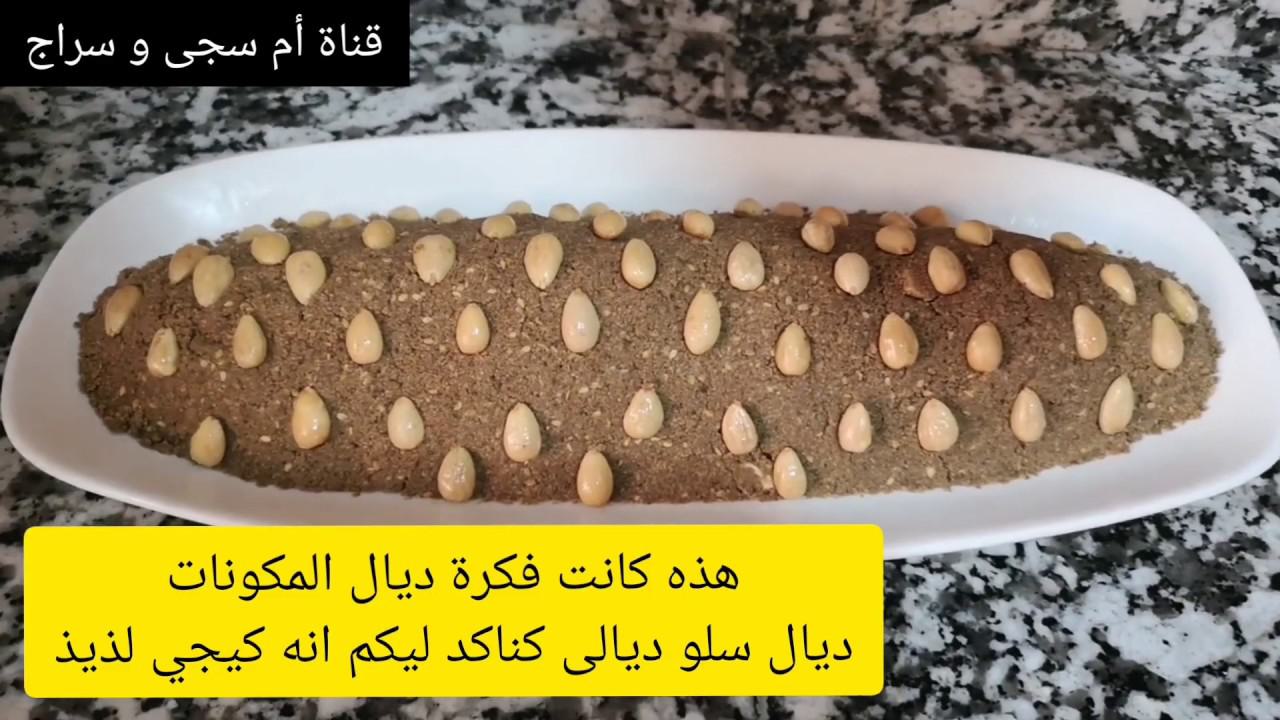 قناة أم سجى و سراج
هذه كانت فكرة ديال المكونات
ديال سلو ديالى كناكد ليكم انه كيجي لذيذ